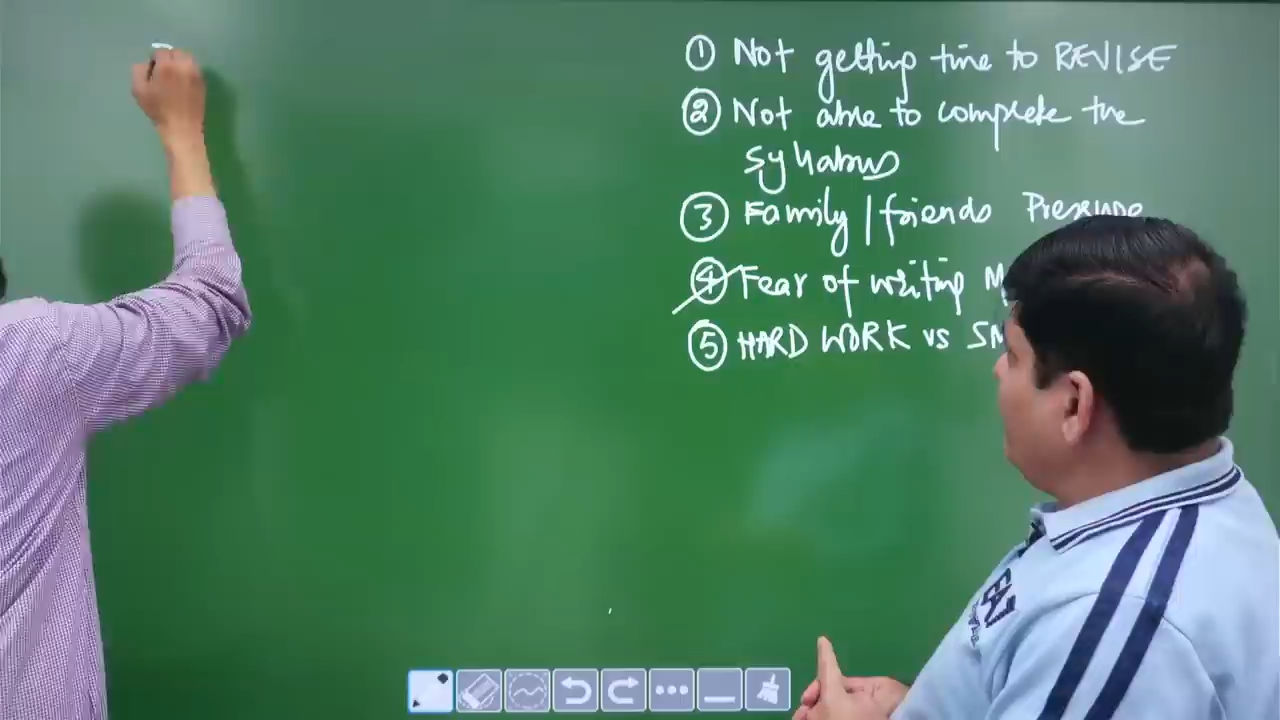 ① Not getting time to REVISE
② Not able to complete the
syllabus
③ Family / friends Pressure
④ Fear of writing
⑤ HARD WORK VS
EA7